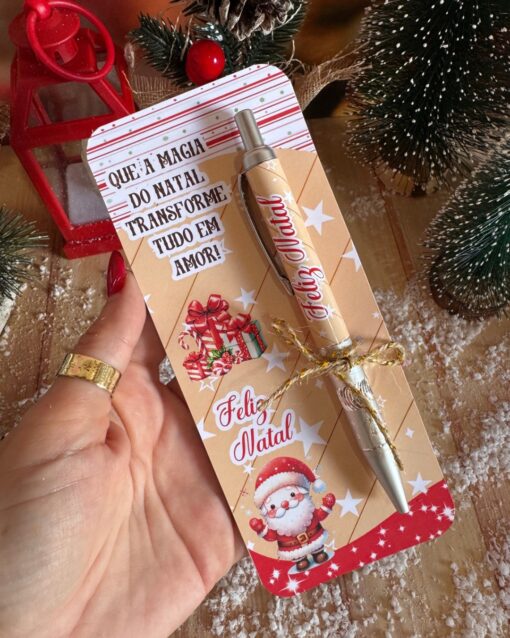 QUE A MAGIA
DO NATAL
TRANSFORME
TUDO EM
AMOR!
Feliz Natal
Feliz
Natal